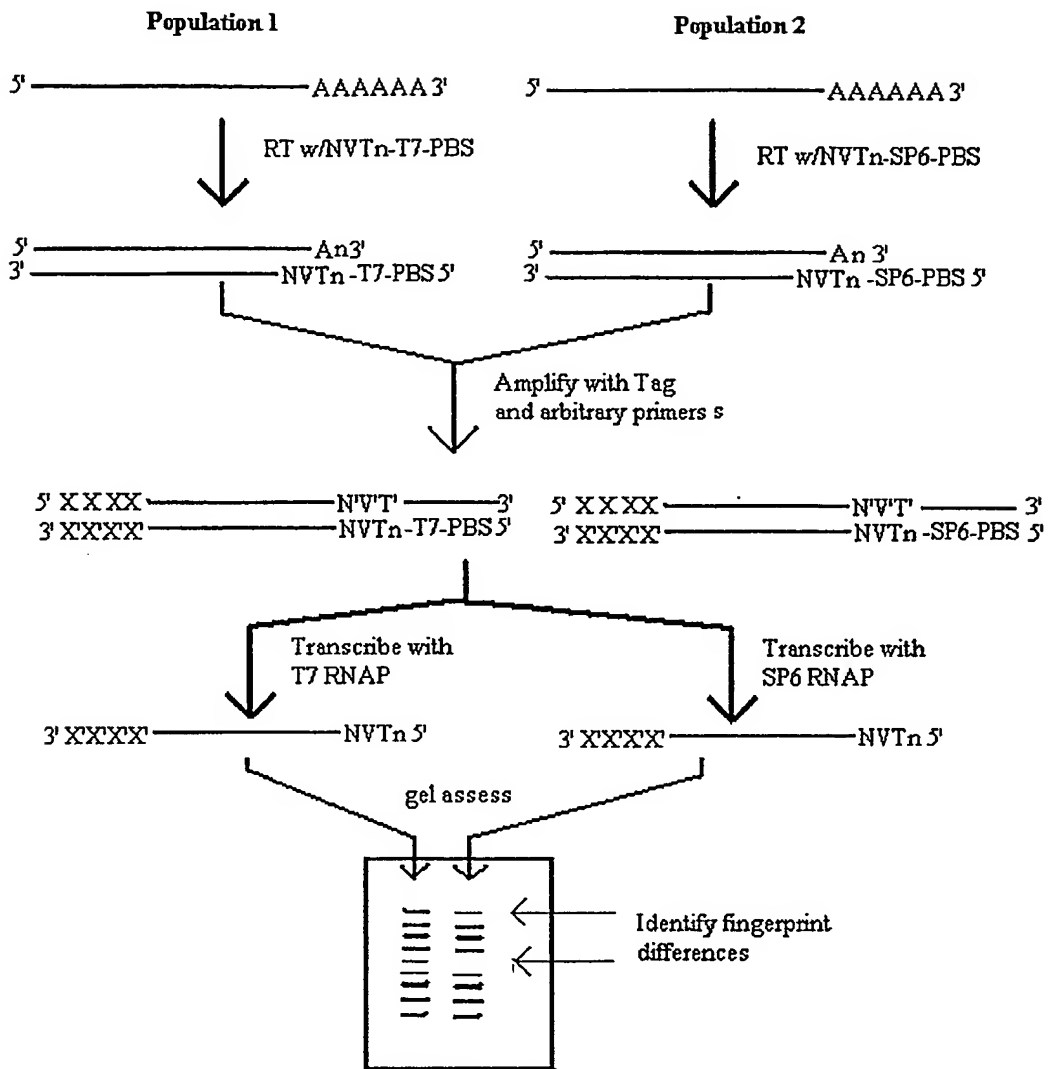 Population 1
Population 2
5' AAAAAA 3'
5' AAAAAA 3'
RT w/NVTn-T7-PBS
RT w/NVTn-SP6-PBS
5' An3'
3' NVTn-T7-PBS 5'
5' An 3'
3' NVTn-SP6-PBS 5'
Amplify with Tag
and arbitrary primers s
5' XXXX N'V'T' 3'
3' X'X'X'X' NVTn-T7-PBS 5'
5' XXXX N'V'T' 3'
3' X'X'X'X' NVTn-SP6-PBS 5'
Transcribe with
T7 RNAP
Transcribe with
SP6 RNAP
3' X'X'X'X' NVTn 5'
3' X'X'X'X' NVTn 5'
gel assess
Identify fingerprint
differences